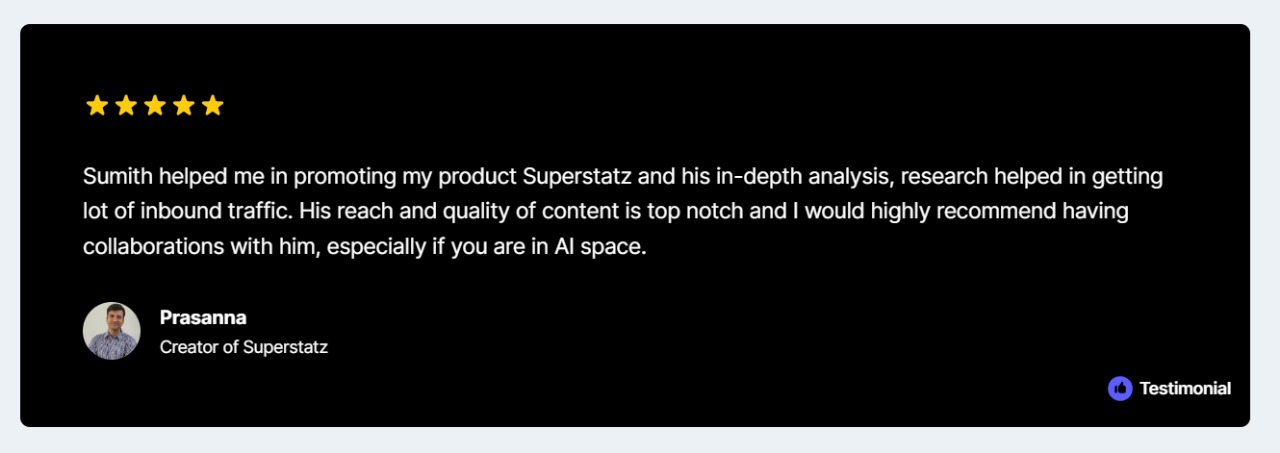 Sumith helped me in promoting my product Superstatz and his in-depth analysis, research helped in getting
lot of inbound traffic. His reach and quality of content is top notch and I would highly recommend having
collaborations with him, especially if you are in AI space.
Prasanna
Creator of Superstatz
Testimonial